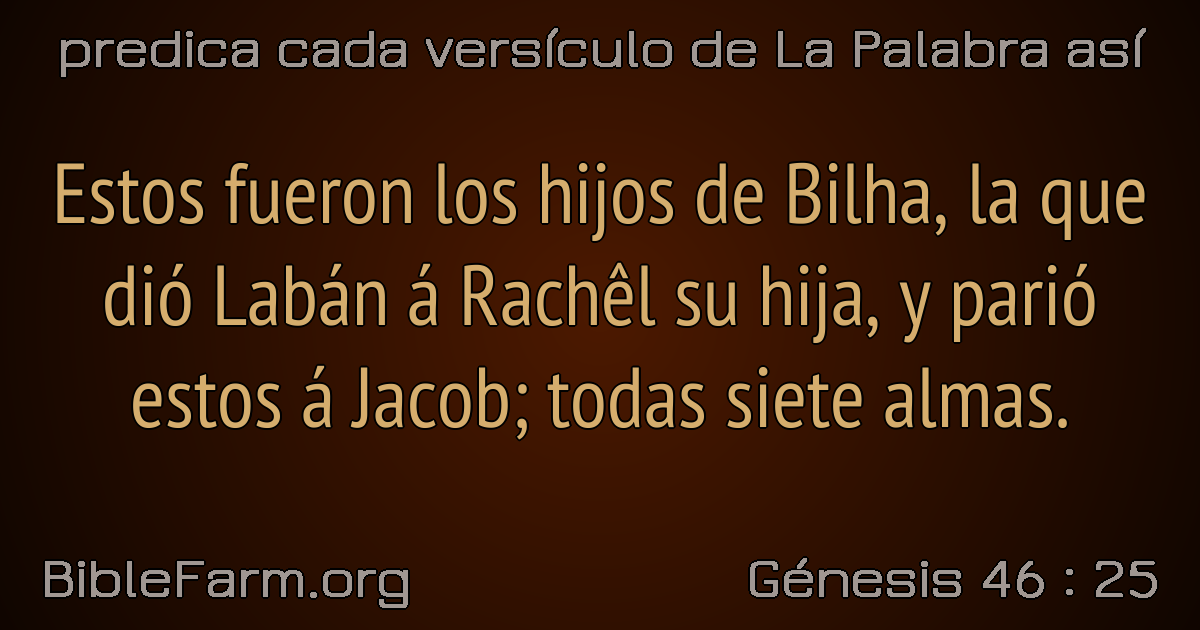 predica cada versículo de La Palabra así
Estos fueron los hijos de Bilha, la que
dió Labán á Rachêl su hija, y parió
estos á Jacob; todas siete almas.
BibleFarm.org
Génesis 46 : 25